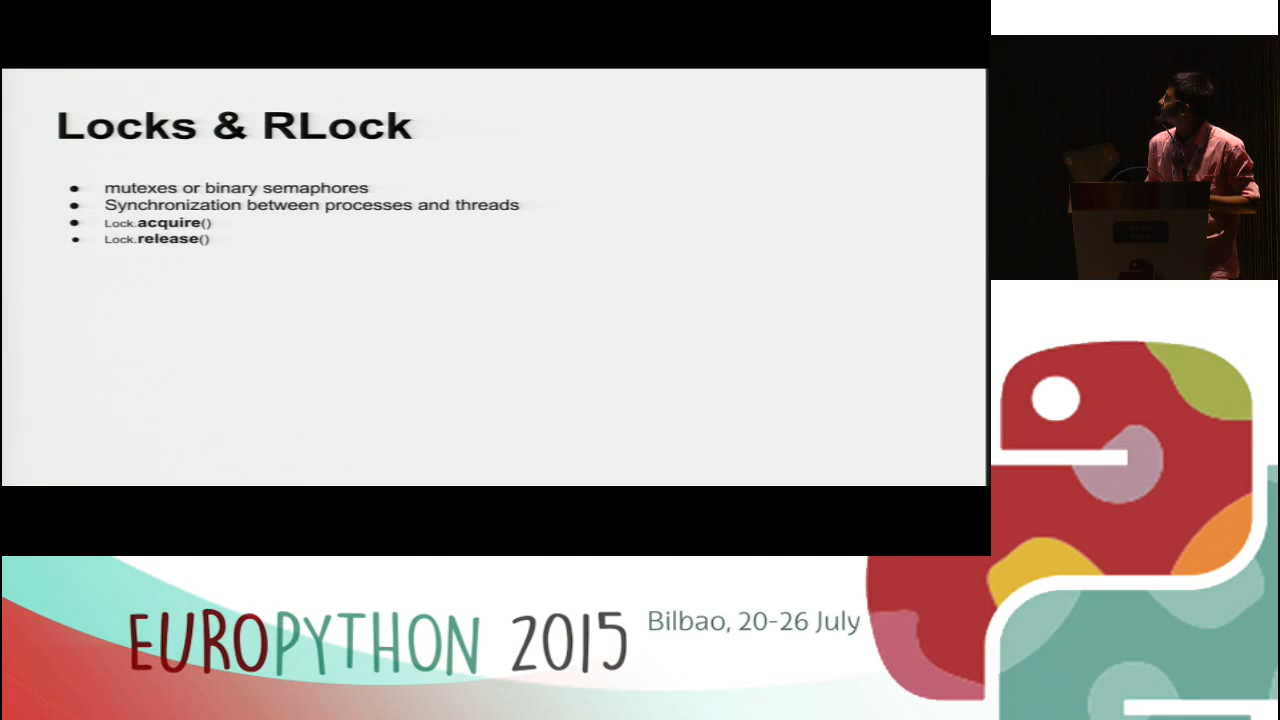 Locks & RLock
● mutexes or binary semaphores
● Synchronization between processes and threads
● Lock.acquire()
● Lock.release()
EUROPYTHON 2015
Bilbao, 20-26 July